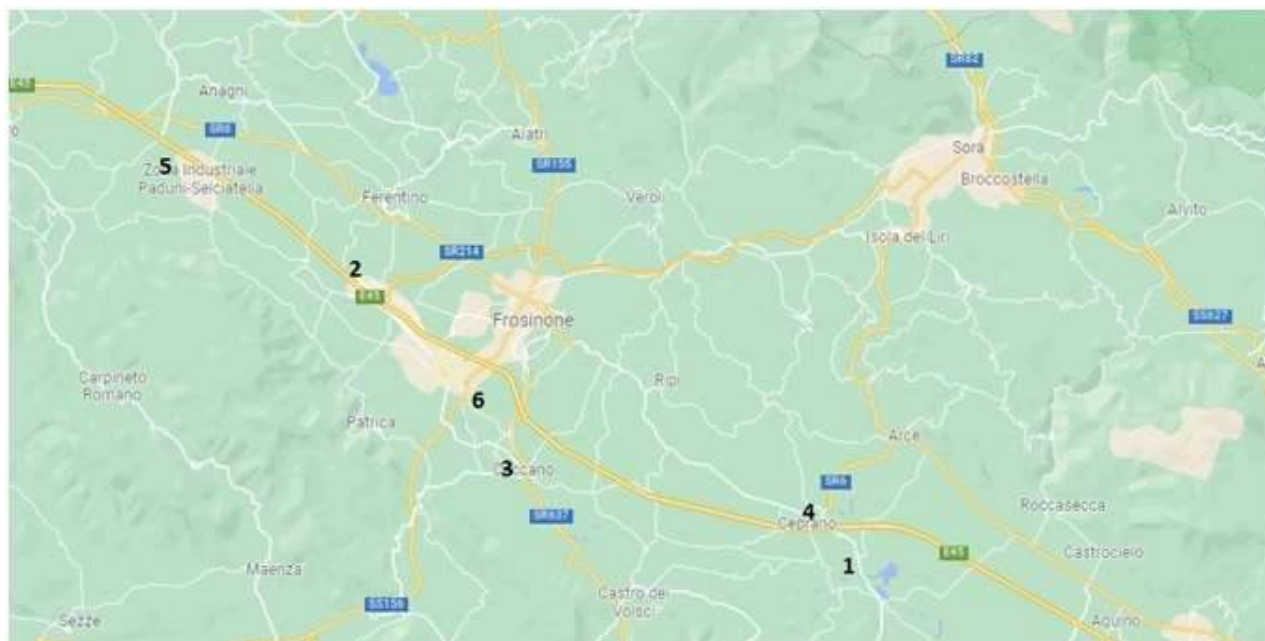 SR82
E45
Anagni
SR6
Alatri
Sora
5
Zona Industriale
Paduni-Selciatella
SR155
Broccostella
Ferentino
Veroli
Alvito
Isola del Liri
SR214
2
E45
Frosinone
SS627
Carpineto
Romano
Ripi
6
Patrica
Arce
3
Ceccano
SR6
4
Roccasecca
SR637
Ceprano
E45
Castrocielo
1
Maenza
Castro dei
Volsci
SS156
Sezze
Aquino